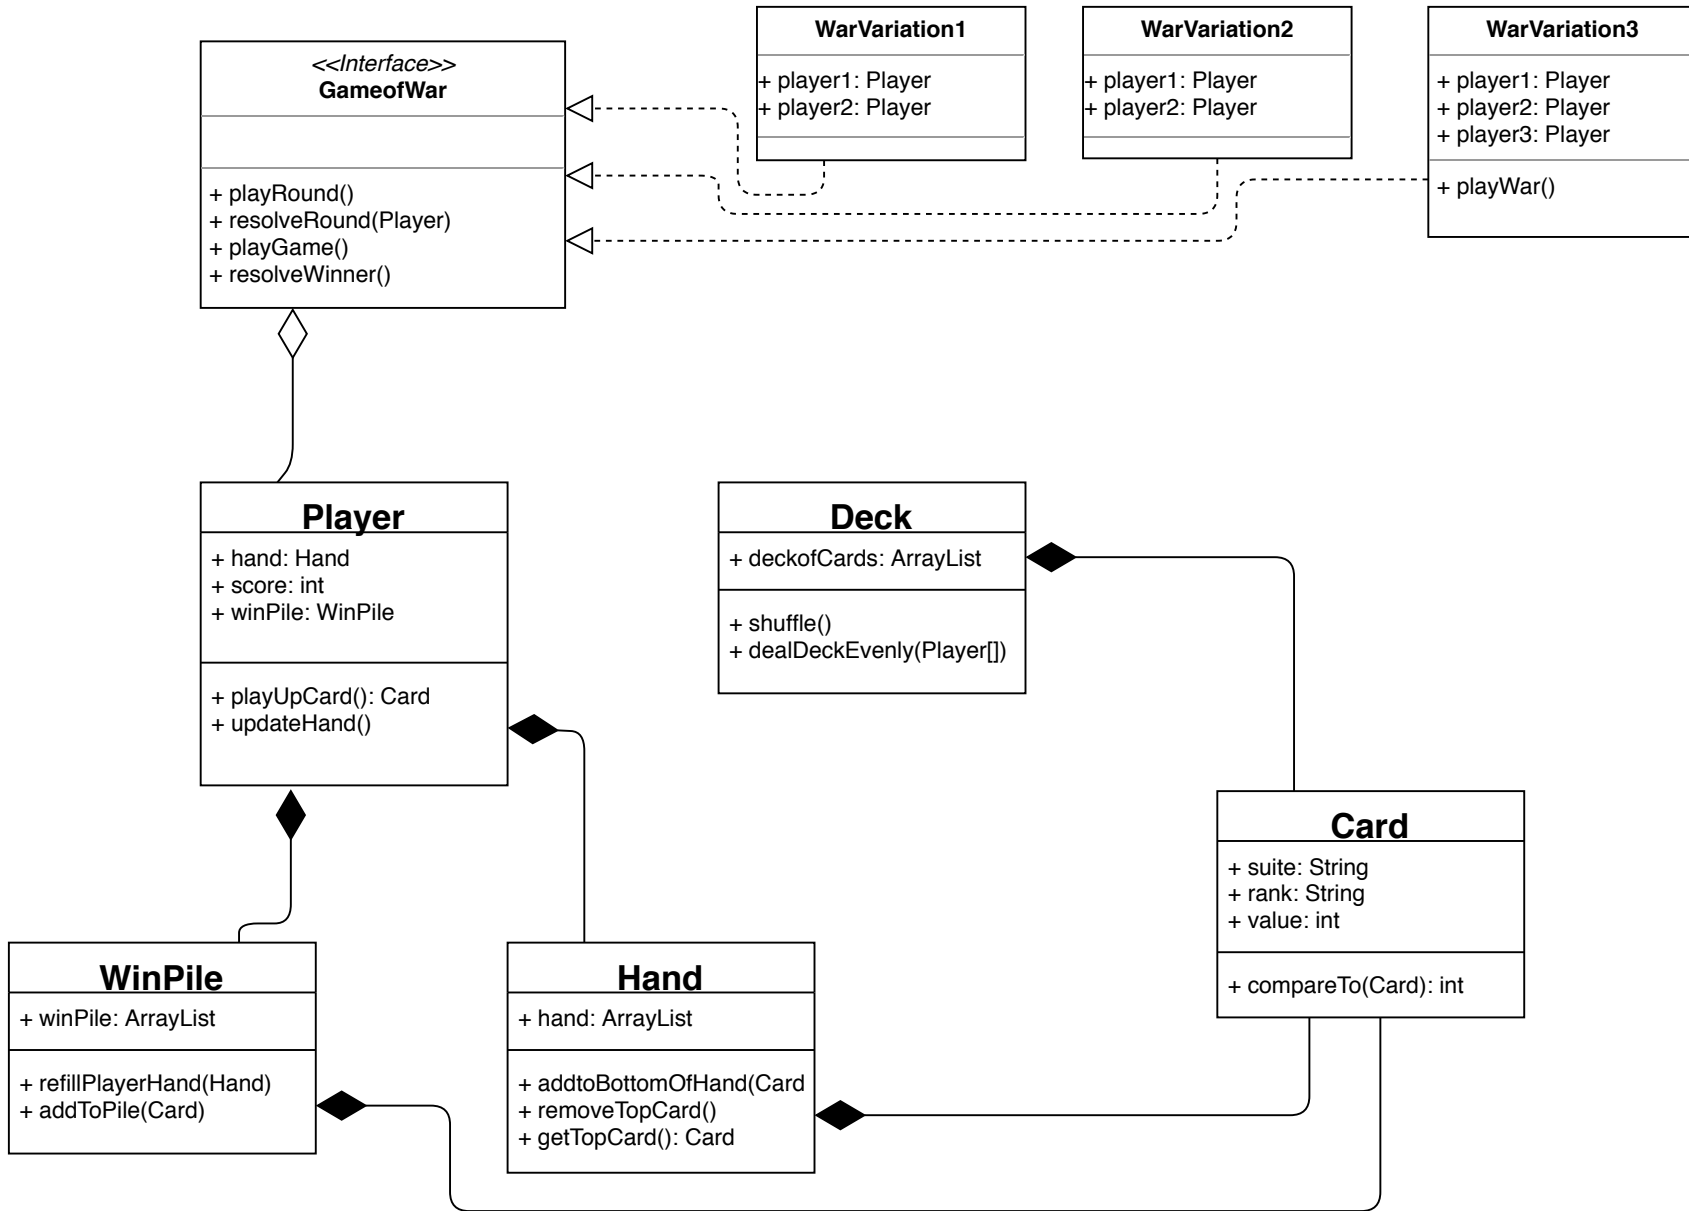 <<Interface>>
GameofWar
+ playRound()
+ resolveRound(Player)
+ playGame()
+ resolveWinner()
WarVariation1
+ player1: Player
+ player2: Player
WarVariation2
+ player1: Player
+ player2: Player
WarVariation3
+ player1: Player
+ player2: Player
+ player3: Player
+ playWar()
Player
+ hand: Hand
+ score: int
+ winPile: WinPile
+ playUpCard(): Card
+ updateHand()
Deck
+ deckofCards: ArrayList
+ shuffle()
+ dealDeckEvenly(Player[])
Card
+ suite: String
+ rank: String
+ value: int
+ compareTo(Card): int
WinPile
+ winPile: ArrayList
+ refillPlayerHand(Hand)
+ addToPile(Card)
Hand
+ hand: ArrayList
+ addtoBottomOfHand(Card
+ removeTopCard()
+ getTopCard(): Card